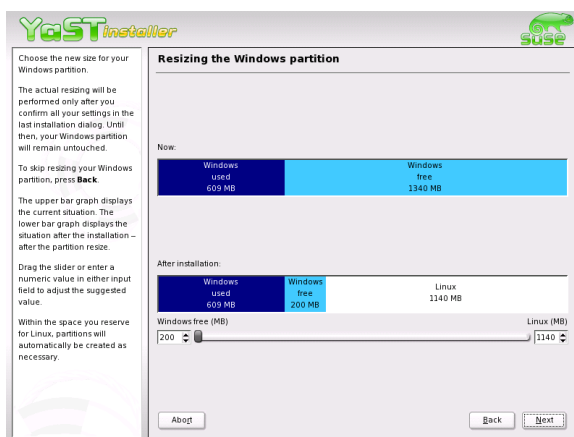 YaST installer
SUSE
Choose the new size for your
Windows partition.
The actual resizing will be
performed only after you
confirm all your settings in the
last installation dialog. Until
then, your Windows partition
will remain untouched.
To skip resizing your Windows
partition, press Back.
The upper bar graph displays
the current situation. The
lower bar graph displays the
situation after the installation –
after the partition resize.
Drag the slider or enter a
numeric value in either input
field to adjust the suggested
value.
Within the space you reserve
for Linux, partitions will
automatically be created as
necessary.
Resizing the Windows partition
Now:
Windows
used
609 MB
Windows
free
1340 MB
After installation:
Windows
used
609 MB
Windows
free
200 MB
Linux
1140 MB
Windows free (MB)
Linux (MB)
200
1140
Abort
Back
Next